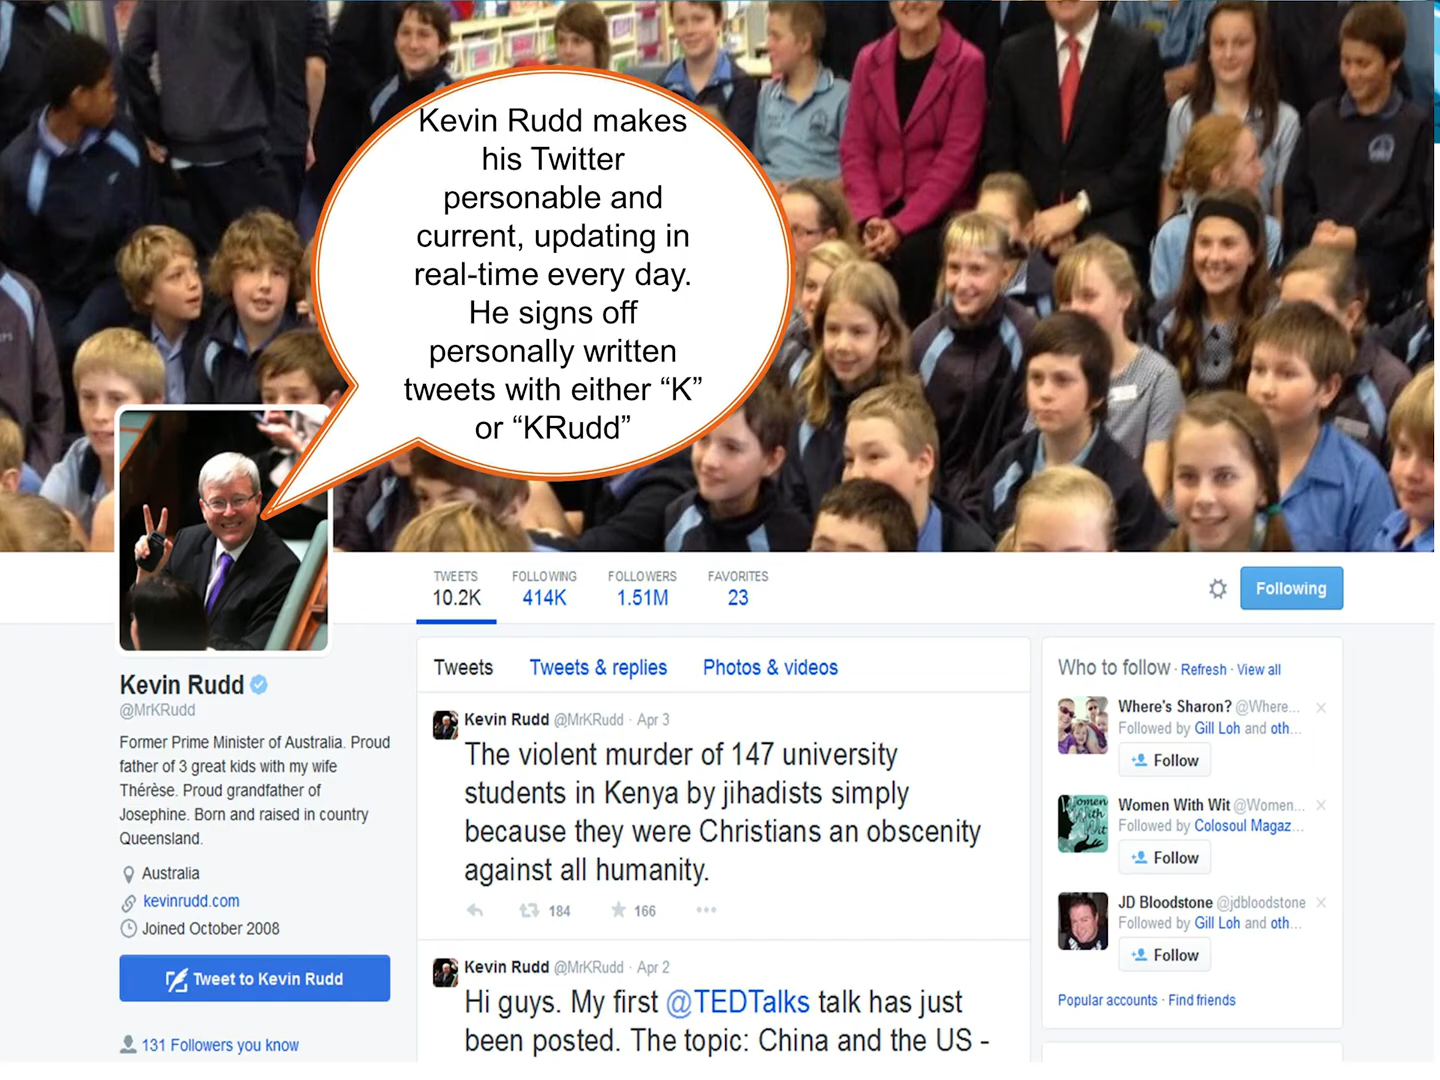 Kevin Rudd makes
his Twitter
personable and
current, updating in
real-time every day.
He signs off
personally written
tweets with either “K”
or “KRudd”
TWEETS FOLLOWING FOLLOWERS FAVORITES
10.2K 414K 1.51M 23
Following
Kevin Rudd
@MrKRudd
Former Prime Minister of Australia. Proud
father of 3 great kids with my wife
Thérèse. Proud grandfather of
Josephine. Born and raised in country
Queensland.
Australia
kevinrudd.com
Joined October 2008
Tweet to Kevin Rudd
131 Followers you know
Tweets Tweets & replies Photos & videos
Kevin Rudd @MrKRudd · Apr 3
The violent murder of 147 university
students in Kenya by jihadists simply
because they were Christians an obscenity
against all humanity.
184 166
Kevin Rudd @MrKRudd · Apr 2
Hi guys. My first @TEDTalks talk has just
been posted. The topic: China and the US -
Who to follow · Refresh · View all
Where's Sharon? @Where...
Followed by Gill Loh and oth...
Follow
Women With Wit
Women With Wit @Women...
Followed by Colosoul Magaz...
Follow
JD Bloodstone @jdbloodstone
Followed by Gill Loh and oth...
Follow
Popular accounts · Find friends